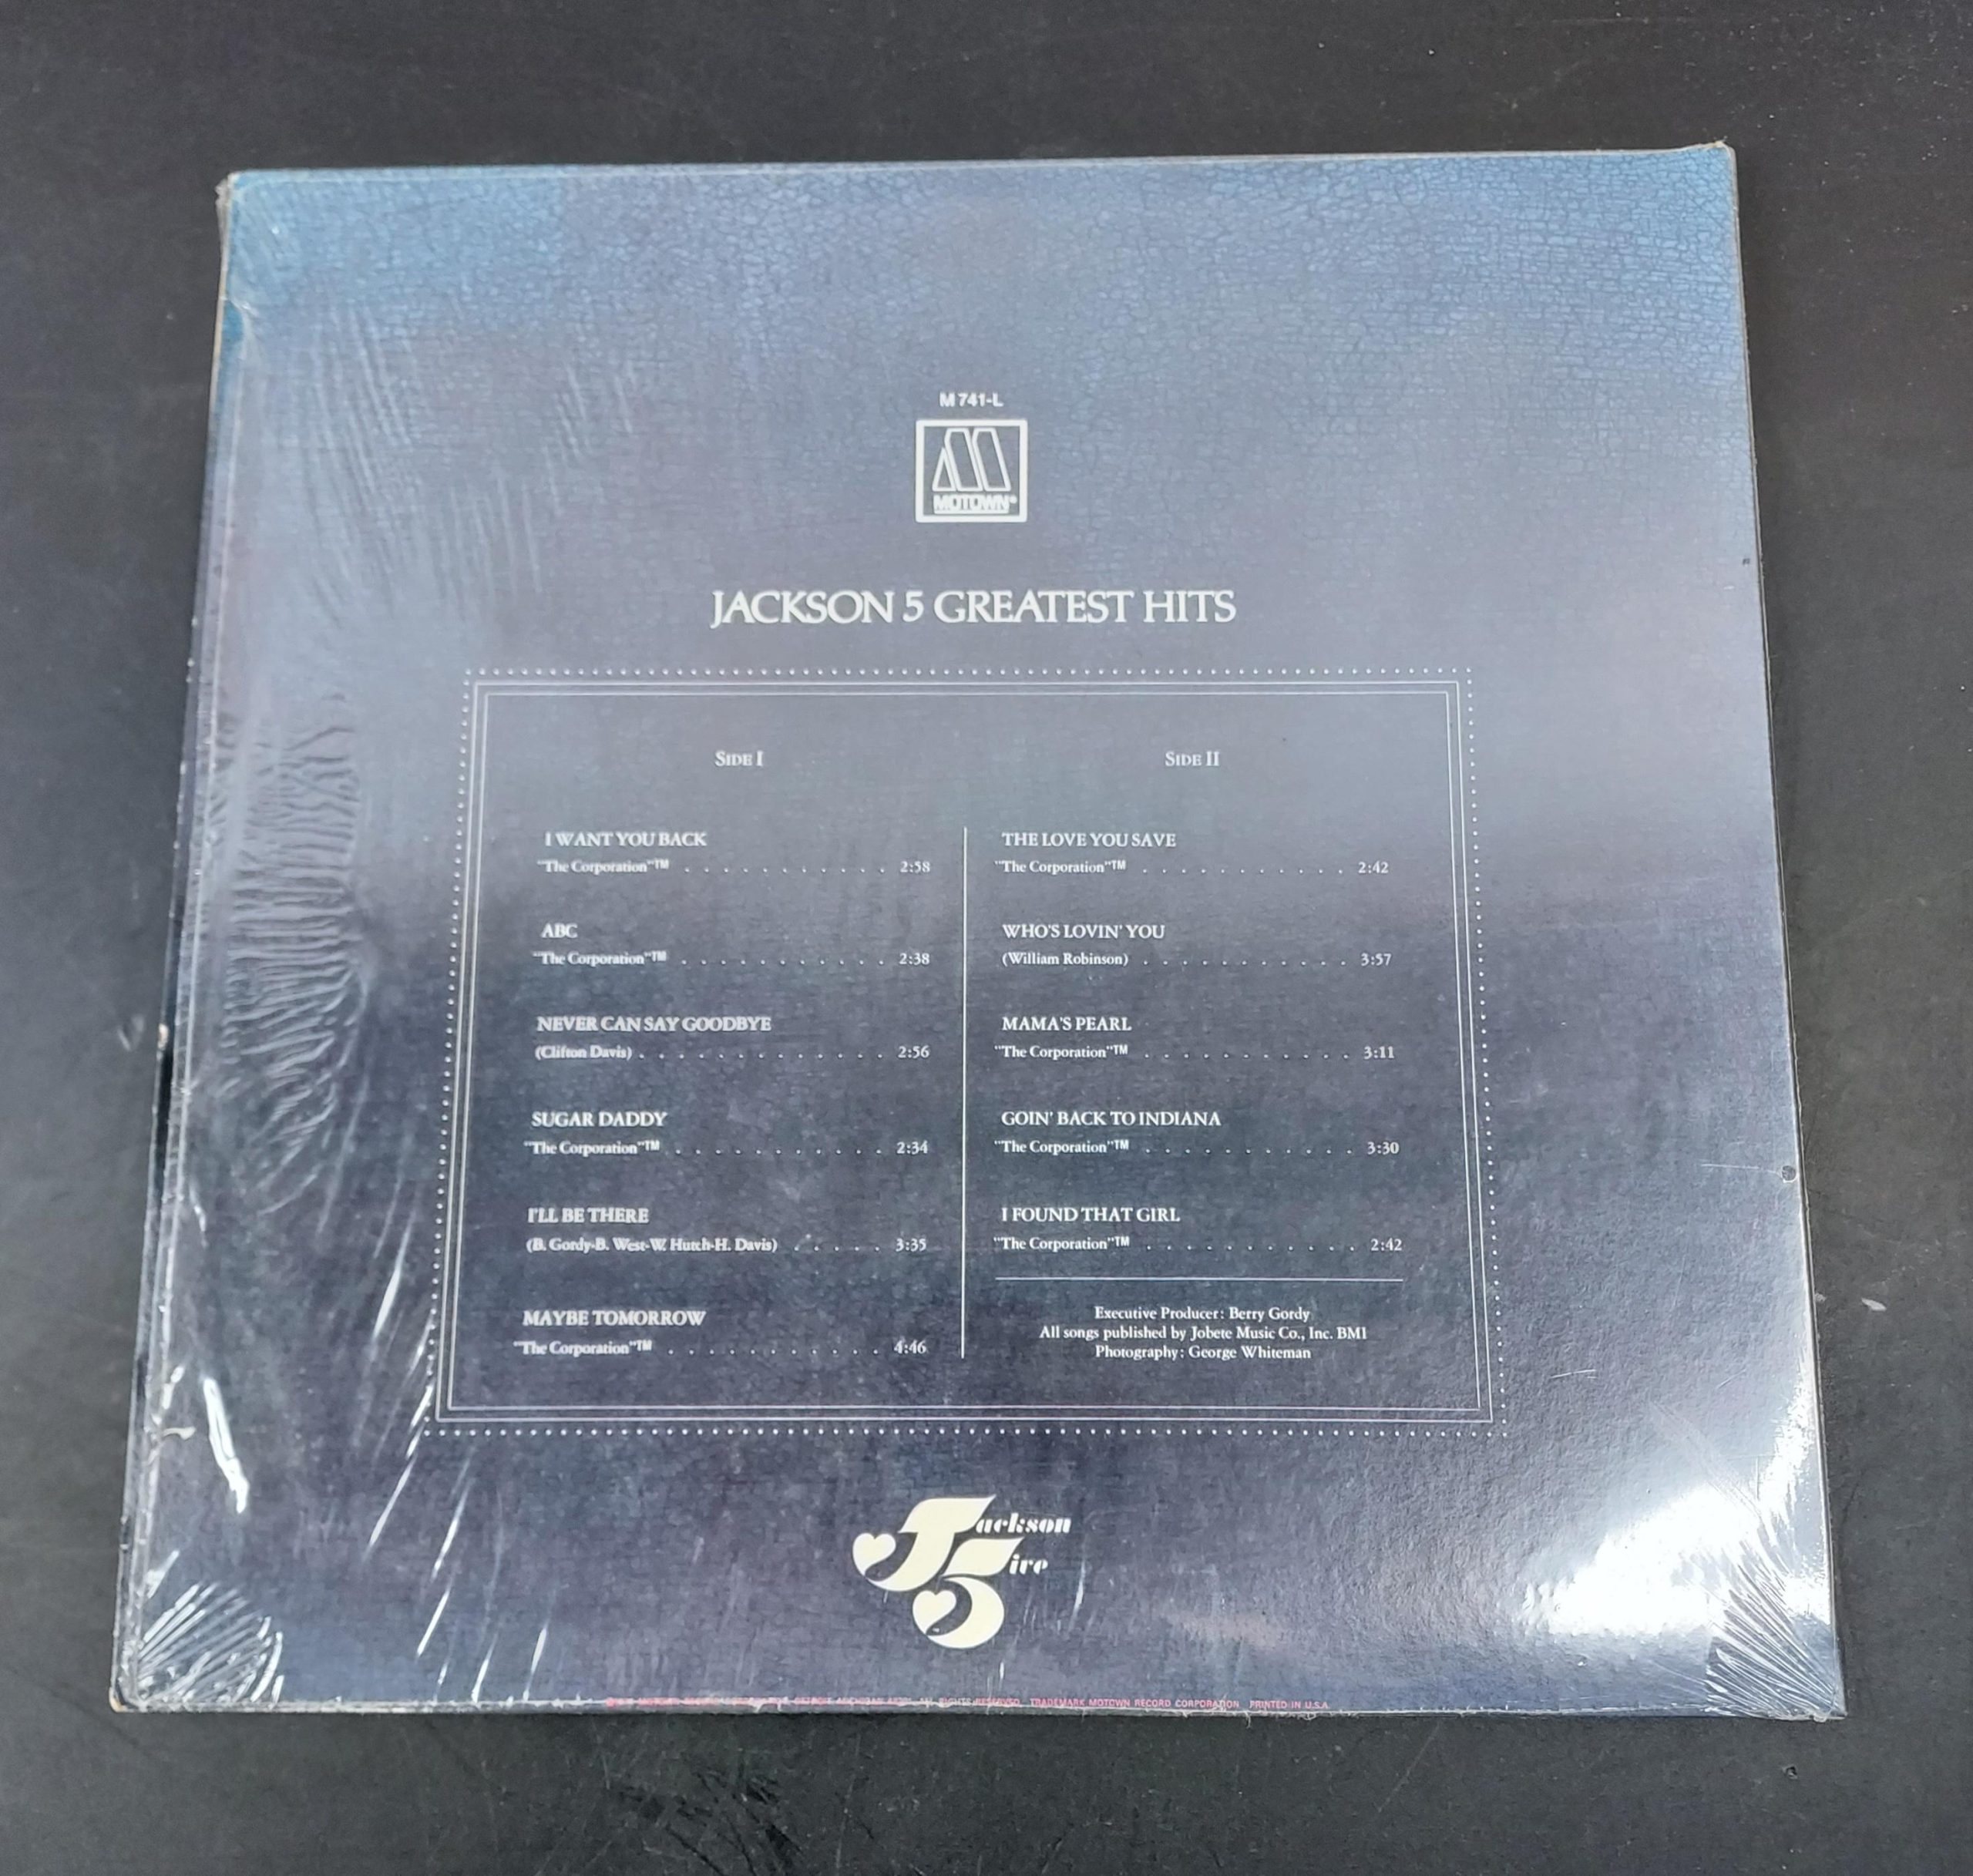 M 741-L
MOTOWN®
JACKSON 5 GREATEST HITS
SIDE I
I WANT YOU BACK
"The Corporation"™ . . . . . . . . . . . 2:58
ABC
"The Corporation"™ . . . . . . . . . . . 2:38
NEVER CAN SAY GOODBYE
(Clifton Davis) . . . . . . . . . . . . . 2:56
SUGAR DADDY
"The Corporation"™ . . . . . . . . . . . 2:34
I'LL BE THERE
(B. Gordy-B. West-W. Hutch-H. Davis) . . . . . 3:35
MAYBE TOMORROW
"The Corporation"™ . . . . . . . . . . . 4:46
SIDE II
THE LOVE YOU SAVE
"The Corporation"™ . . . . . . . . . . . 2:42
WHO'S LOVIN' YOU
(William Robinson) . . . . . . . . . . . 3:57
MAMA'S PEARL
"The Corporation"™ . . . . . . . . . . . 3:11
GOIN' BACK TO INDIANA
"The Corporation"™ . . . . . . . . . . . 3:30
I FOUND THAT GIRL
"The Corporation"™ . . . . . . . . . . . 2:42
Executive Producer: Berry Gordy
All songs published by Jobete Music Co., Inc. BMI
Photography: George Whiteman
Jackson
5ive
ALL RIGHTS RESERVED. TRADEMARK MOTOWN RECORD CORPORATION PRINTED IN U.S.A.